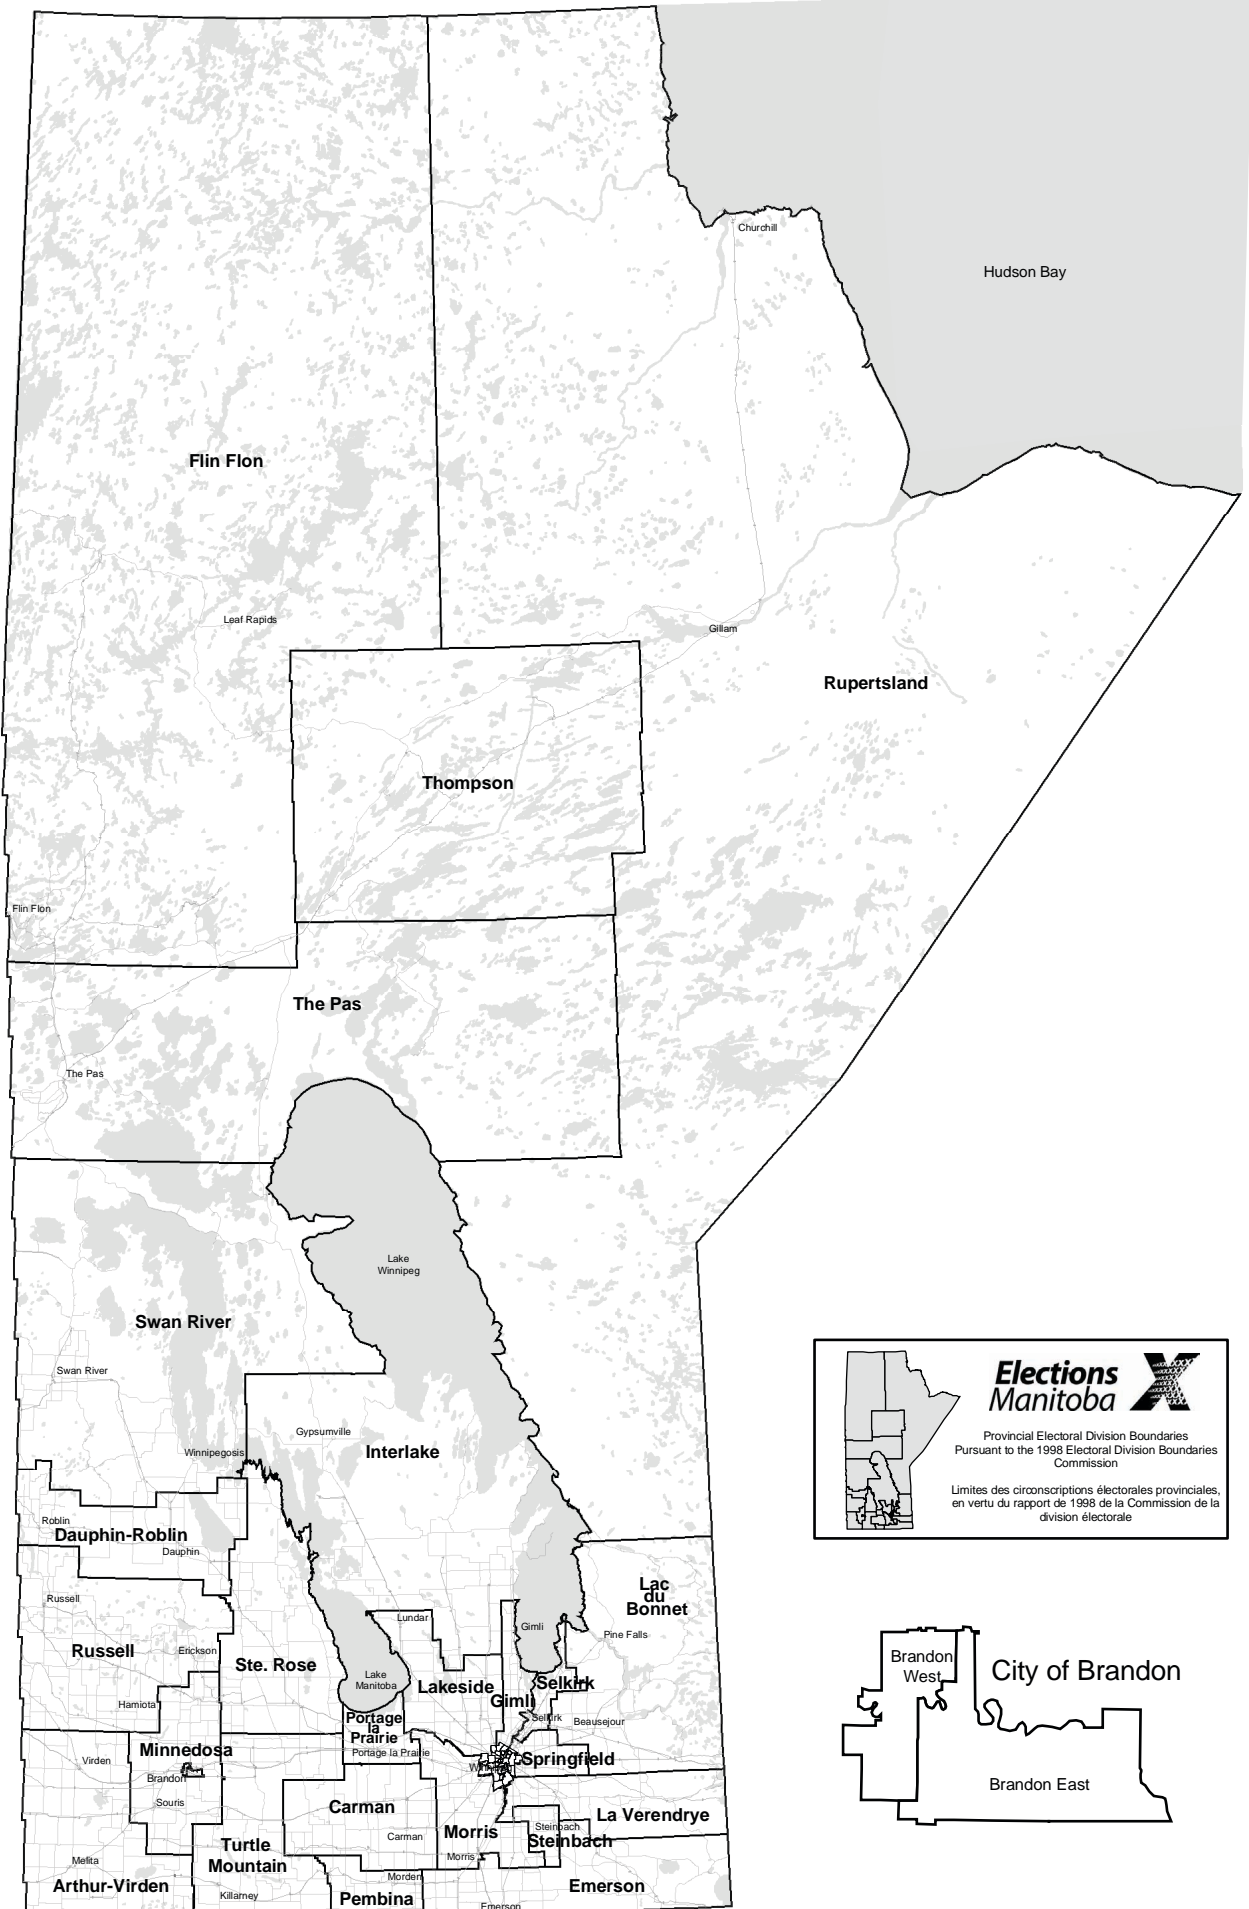 Churchill
Hudson Bay
Flin Flon
Leaf Rapids
Gillam
Rupertsland
Thompson
Flin Flon
The Pas
The Pas
Lake
Winnipeg
Swan River
Swan River
Gypsumville
Interlake
Winnipegosis
Roblin
Dauphin-Roblin
Dauphin
Lac
du
Bonnet
Russell
Lundar
Gimli
Pine Falls
Russell
Erickson
Ste. Rose
Lake
Manitoba
Lakeside
Gimli
Selkirk
Hamiota
Portage
la
Prairie
Selkirk
Beausejour
Minnedosa
Portage la Prairie
Springfield
Virden
Brandon
Souris
Carman
La Verendrye
Carman
Morris
Steinbach
Steinbach
Turtle
Mountain
Morris
Melita
Morden
Arthur-Virden
Killarney
Pembina
Emerson
Emerson
Elections
Manitoba
Provincial Electoral Division Boundaries
Pursuant to the 1998 Electoral Division Boundaries
Commission
Limites des circonscriptions électorales provinciales,
en vertu du rapport de 1998 de la Commission de la
division électorale
Brandon
West
City of Brandon
Brandon East